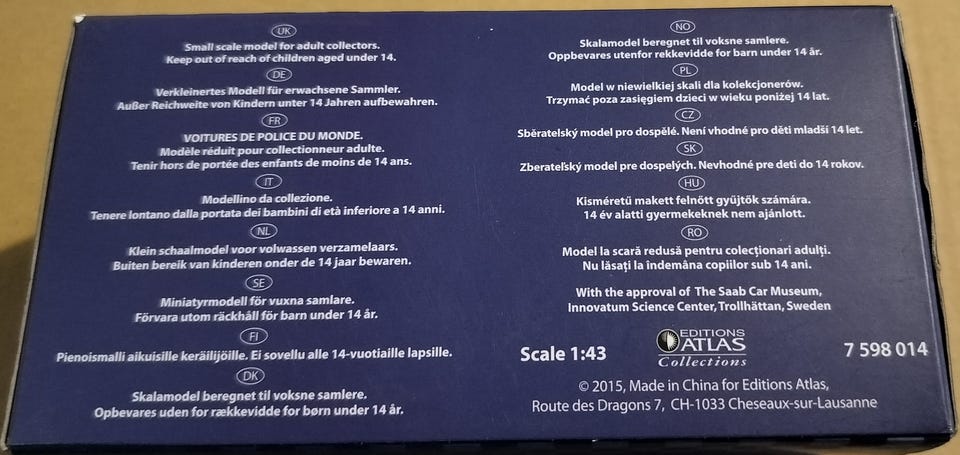 UK
Small scale model for adult collectors.
Keep out of reach of children aged under 14.
DE
Verkleinertes Modell für erwachsene Sammler.
Außer Reichweite von Kindern unter 14 Jahren aufbewahren.
FR
VOITURES DE POLICE DU MONDE.
Modèle réduit pour collectionneur adulte.
Tenir hors de portée des enfants de moins de 14 ans.
IT
Modellino da collezione.
Tenere lontano dalla portata dei bambini di età inferiore a 14 anni.
NL
Klein schaalmodel voor volwassen verzamelaars.
Buiten bereik van kinderen onder de 14 jaar bewaren.
SE
Miniatyrmodell för vuxna samlare.
Förvara utom räckhåll för barn under 14 år.
FI
Pienoismalli aikuisille keräilijöille. Ei sovellu alle 14-vuotiaille lapsille.
DK
Skalamodel beregnet til voksne samlere.
Opbevares uden for rækkevidde for børn under 14 år.
NO
Skalamodel beregnet til voksne samlere.
Oppbevares utenfor rekkevidde for barn under 14 år.
PL
Model w niewielkiej skali dla kolekcjonerów.
Trzymać poza zasięgiem dzieci w wieku poniżej 14 lat.
CZ
Sběratelský model pro dospělé. Není vhodné pro děti mladší 14 let.
SK
Zberateľský model pre dospelých. Nevhodné pre deti do 14 rokov.
HU
Kisméretű makett felnőtt gyűjtők számára.
14 év alatti gyermekeknek nem ajánlott.
RO
Model la scară redusă pentru colecționari adulți.
Nu lăsați la îndemâna copiilor sub 14 ani.
With the approval of The Saab Car Museum,
Innovatum Science Center, Trollhättan, Sweden
Scale 1:43
EDITIONS
ATLAS
Collections
7 598 014
© 2015, Made in China for Editions Atlas,
Route des Dragons 7, CH-1033 Cheseaux-sur-Lausanne